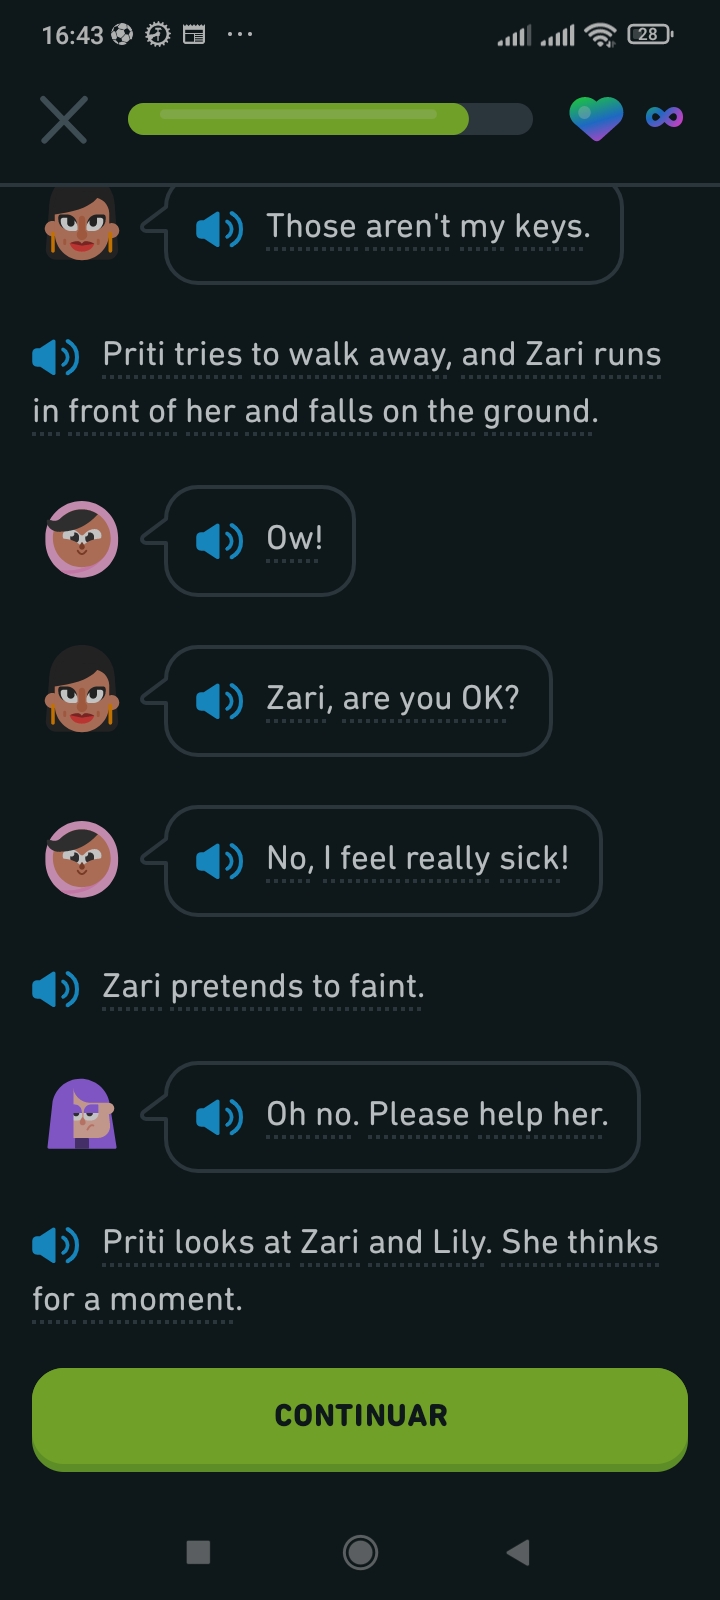 16:43
28
Those aren't my keys.
Priti tries to walk away, and Zari runs
in front of her and falls on the ground.
Ow!
Zari, are you OK?
No, I feel really sick!
Zari pretends to faint.
Oh no. Please help her.
Priti looks at Zari and Lily. She thinks
for a moment.
CONTINUAR